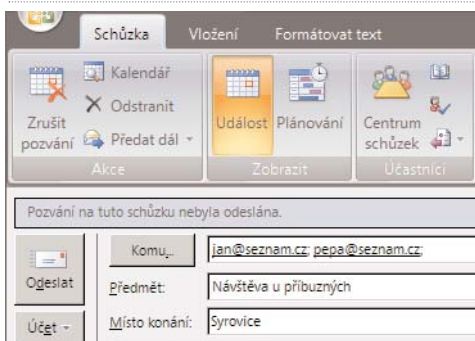 Schůzka Vložení Formátovat text
Zrušit pozvání
Kalendář
Odstranit
Předat dál
Akce
Událost
Plánování
Zobrazit
Centrum schůzek
Účastníci
Pozvání na tuto schůzku nebyla odeslána.
Odeslat
Účet
Komu...
jan@seznam.cz; pepa@seznam.cz;
Předmět:
Návštěva u příbuzných
Místo konání:
Syrovice